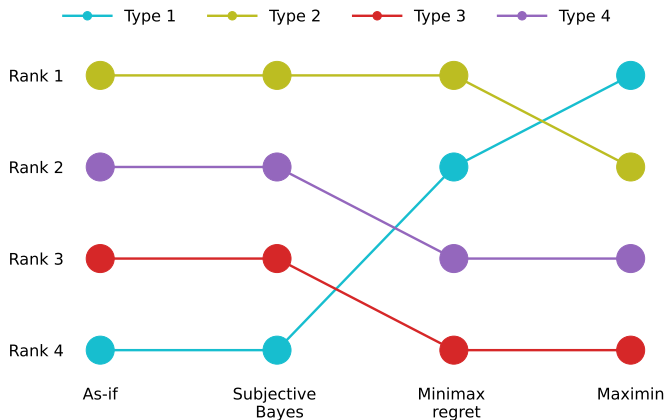 Type 1 Type 2 Type 3 Type 4
Rank 1
Rank 2
Rank 3
Rank 4
As-if
Subjective
Bayes
Minimax
regret
Maximin